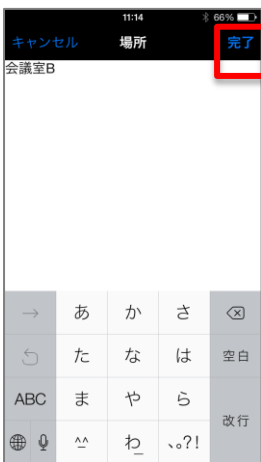 11:14 66%
キャンセル 場所 完了
会議室B
→ あ か さ
た な は 空白
ABC ま や ら
改行
^^ わ_ 、。?!